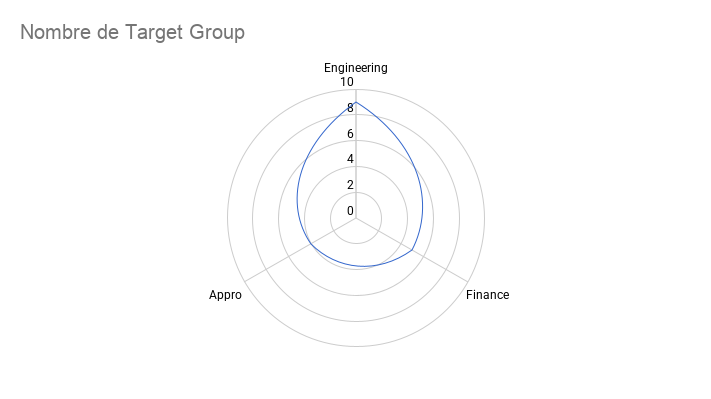 Nombre de Target Group
Engineering
10
8
6
4
2
0
Appro
Finance